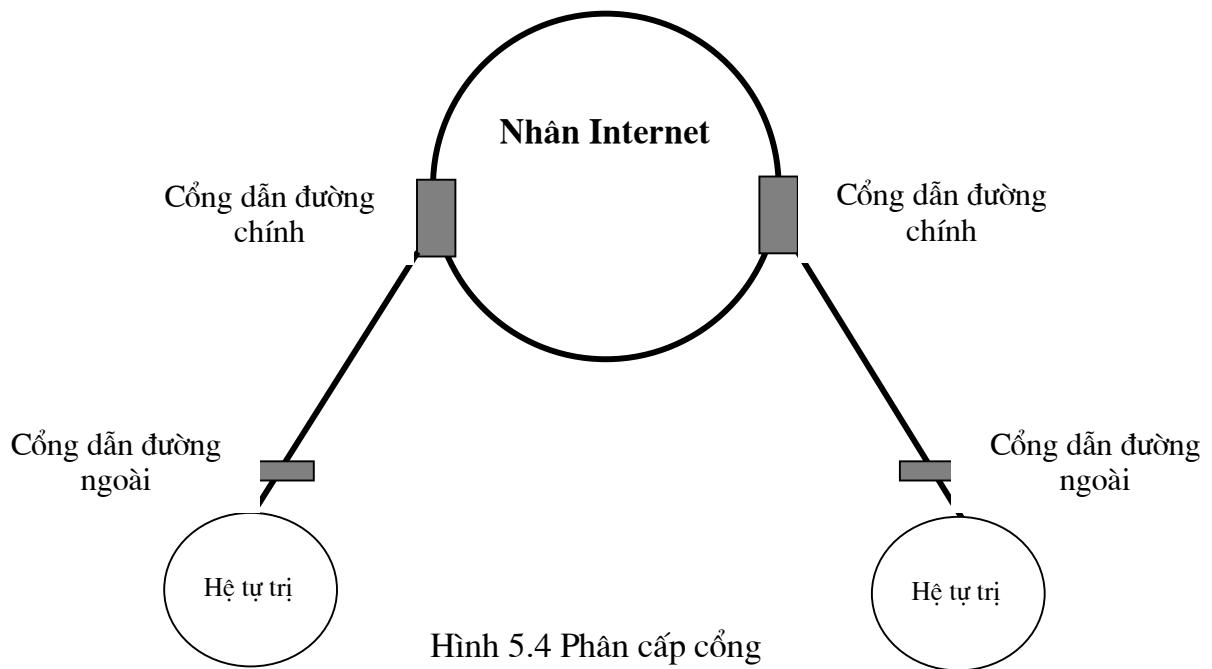 Nhân Internet
Cổng dẫn đường
chính
Cổng dẫn đường
chính
Cổng dẫn đường
ngoài
Cổng dẫn đường
ngoài
Hệ tự trị
Hệ tự trị
Hình 5.4 Phân cấp cổng